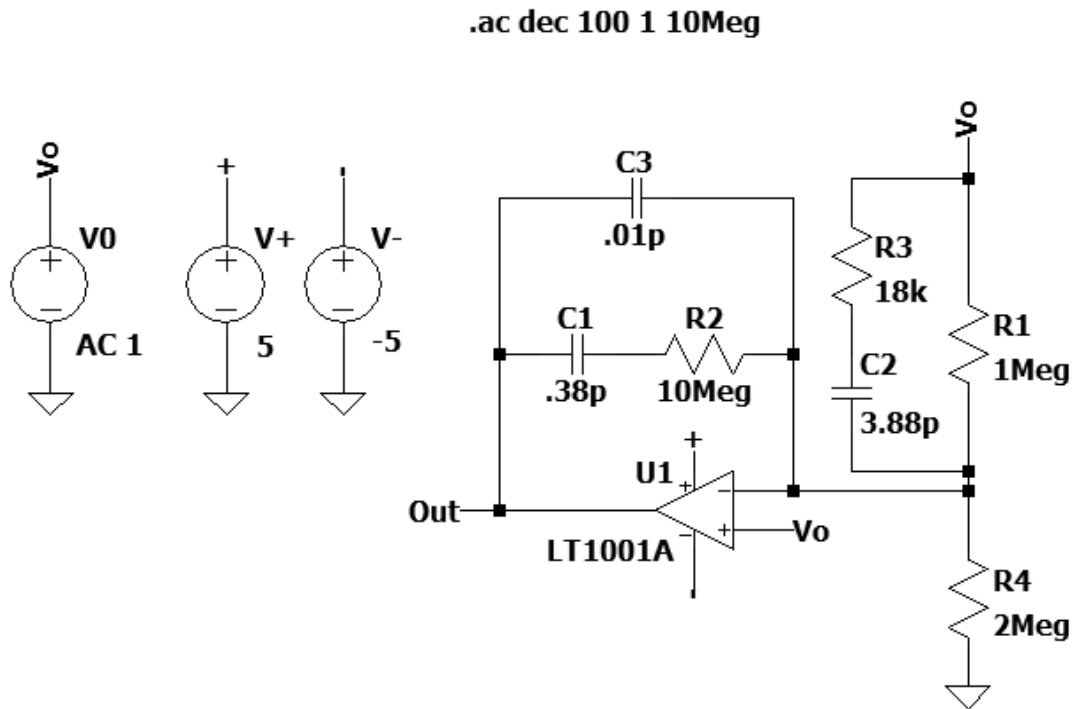 .ac dec 100 1 10Meg
Vo
V0
AC 1
+
V+
5
-
V-
-5
C3
.01p
C1
.38p
R2
10Meg
U1
+
-
LT1001A
Out
Vo
Vo
R3
18k
C2
3.88p
R1
1Meg
R4
2Meg